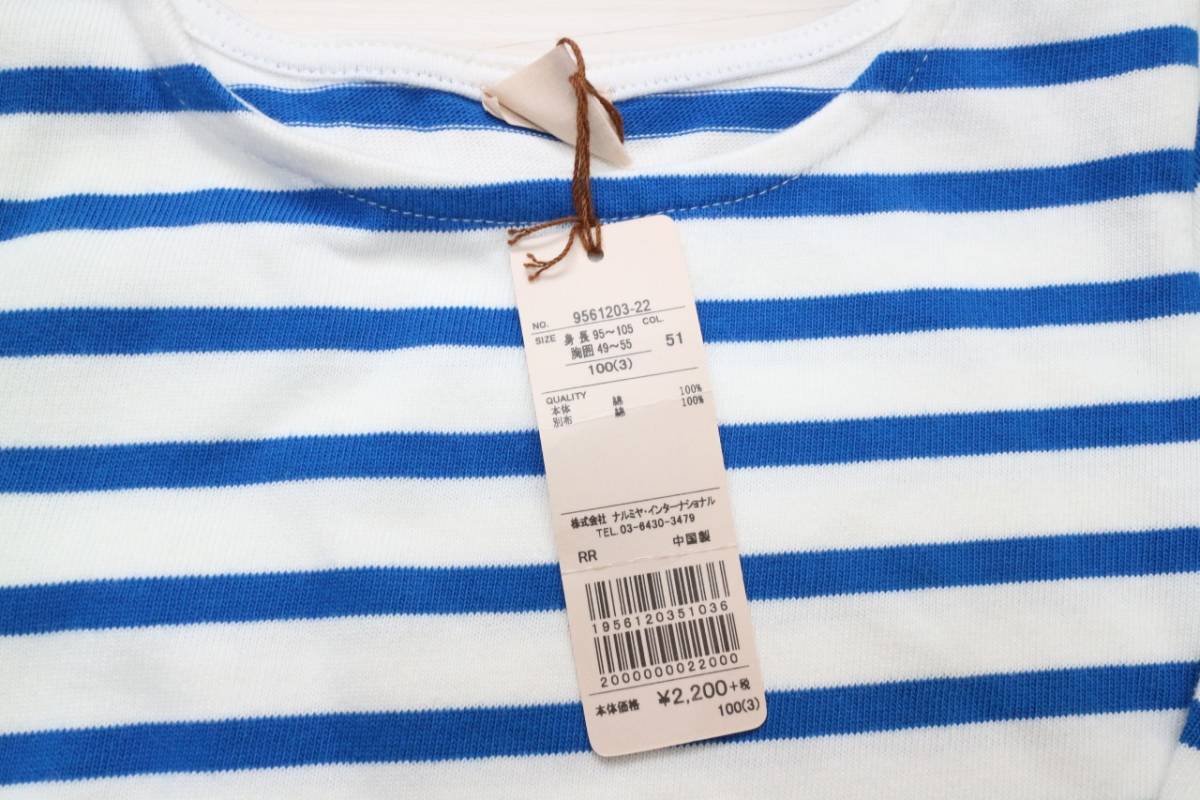 NO. 9561203-22
SIZE 身長 95～105 COL.
胸囲 49～55 51
100(3)
QUALITY
本体 綿 100%
別布 綿 100%
株式会社 ナルミヤ・インターナショナル
TEL.03-6430-3479
RR 中国製
1956120351036
2000000022000
本体価格 ¥2,200+税
100(3)